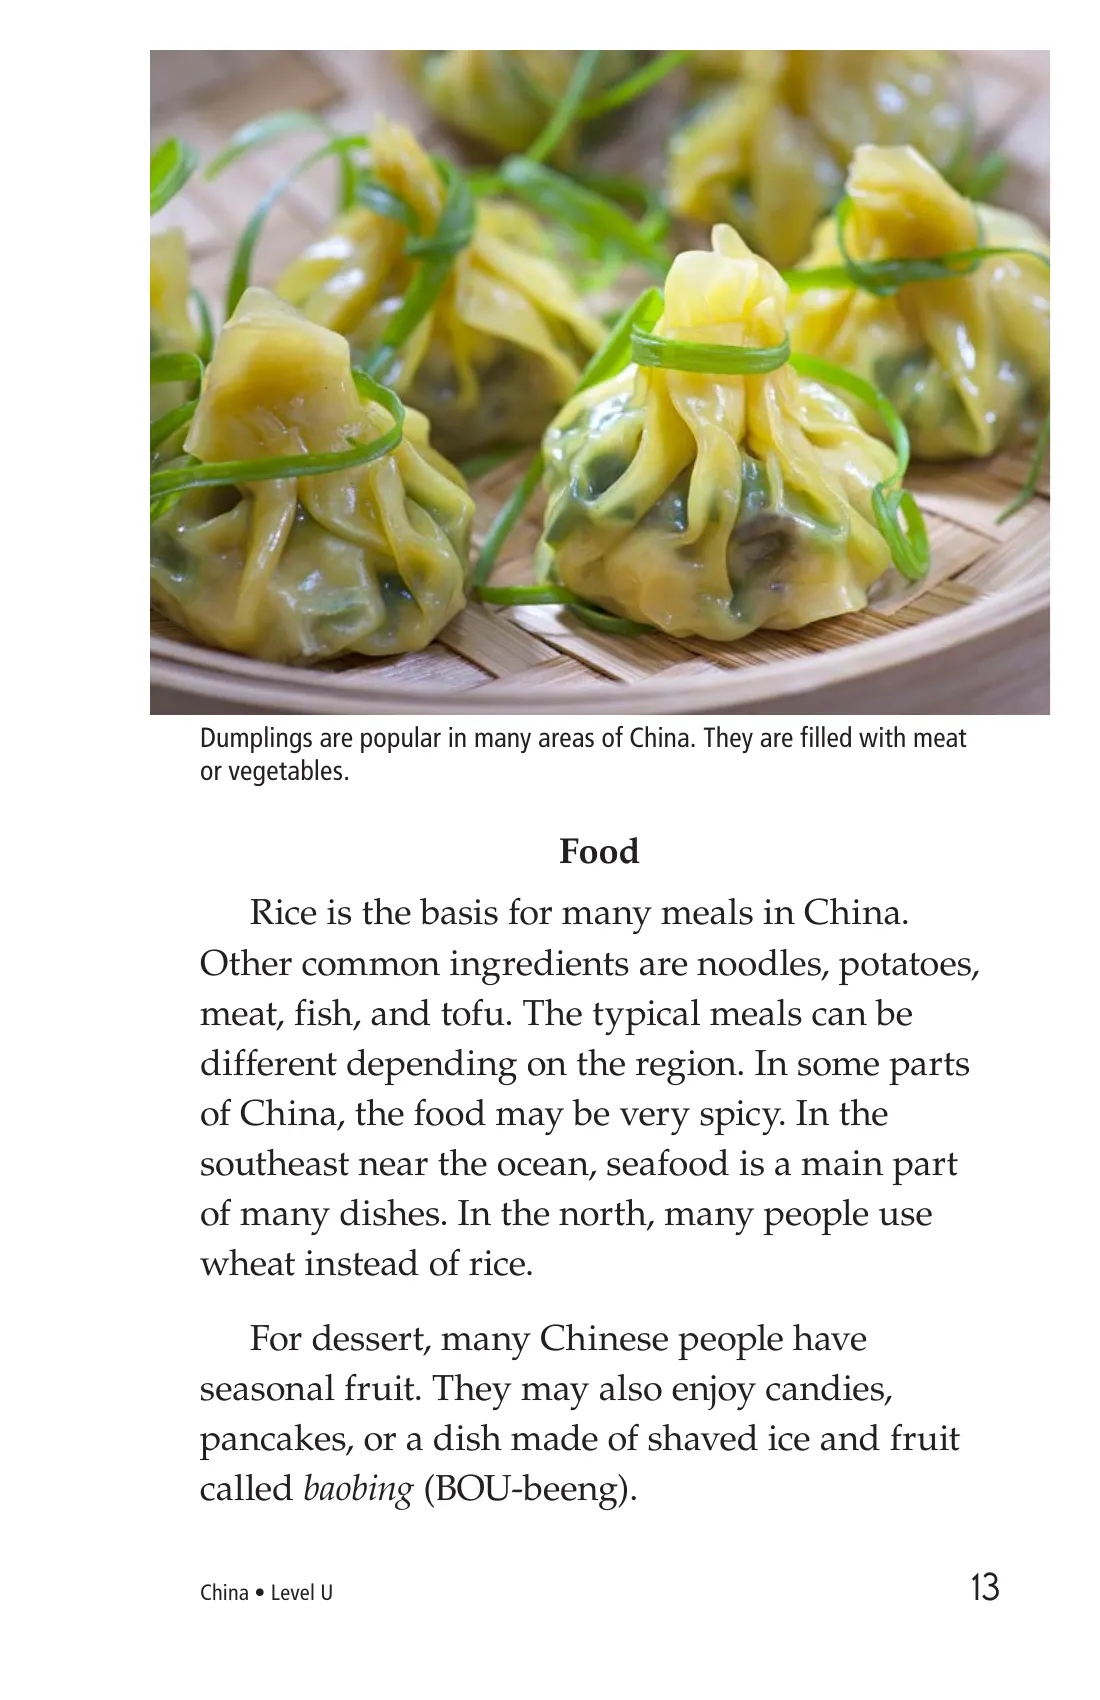 Dumplings are popular in many areas of China. They are filled with meat
or vegetables.
Food
Rice is the basis for many meals in China.
Other common ingredients are noodles, potatoes,
meat, fish, and tofu. The typical meals can be
different depending on the region. In some parts
of China, the food may be very spicy. In the
southeast near the ocean, seafood is a main part
of many dishes. In the north, many people use
wheat instead of rice.
For dessert, many Chinese people have
seasonal fruit. They may also enjoy candies,
pancakes, or a dish made of shaved ice and fruit
called baobing (BOU-beeng).
China • Level U
13